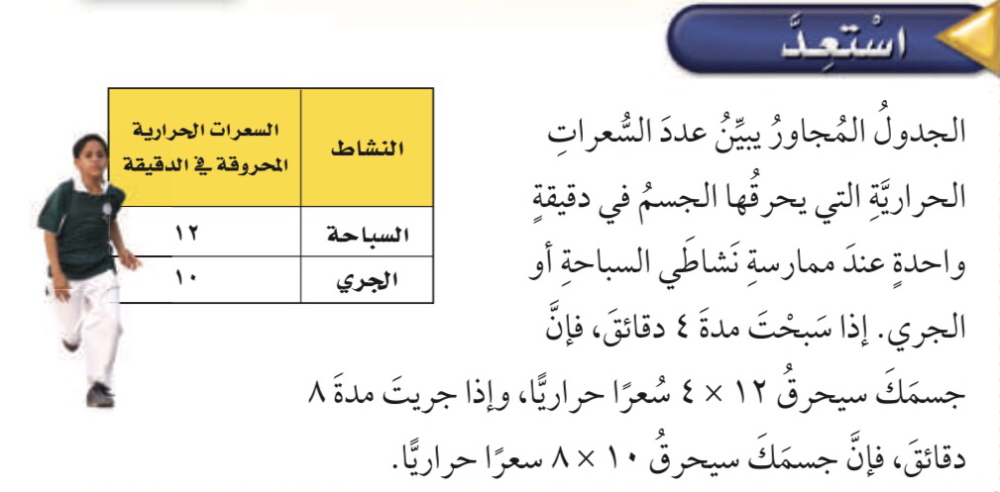 اسْتعِدَّ
الجدولُ المُجاورُ يبيِّنُ عددَ السُّعراتِ
الحراريَّةِ التي يحرقُها الجسمُ في دقيقةٍ
واحدةٍ عندَ ممارسةِ نَشاطَي السباحةِ أو
الجري. إذا سَبحْتَ مدةَ ٤ دقائقَ، فإنَّ
جسمَكَ سيحرقُ ١٢ × ٤ سُعرًا حراريًّا، وإذا جريتَ مدةَ ٨
دقائقَ، فإنَّ جسمَكَ سيحرقُ ١٠ × ٨ سعرًا حراريًّا.
النشاط السعرات الحرارية
المحروقة في الدقيقة
السباحة ١٢
الجري ١٠